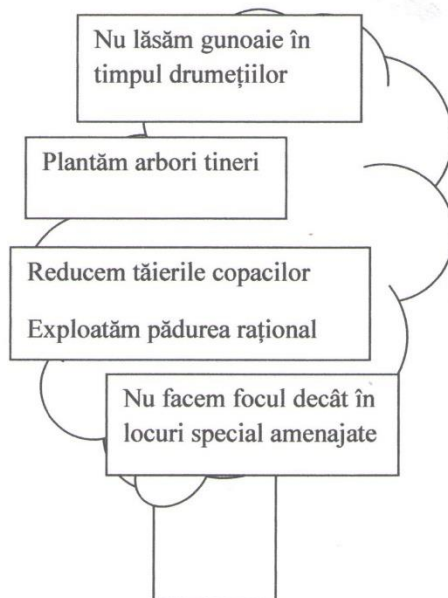 Nu lăsăm gunoaie în
timpul drumețiilor
Plantăm arbori tineri
Reducem tăierile copacilor
Exploatăm pădurea rațional
Nu facem focul decât în
locuri special amenajate